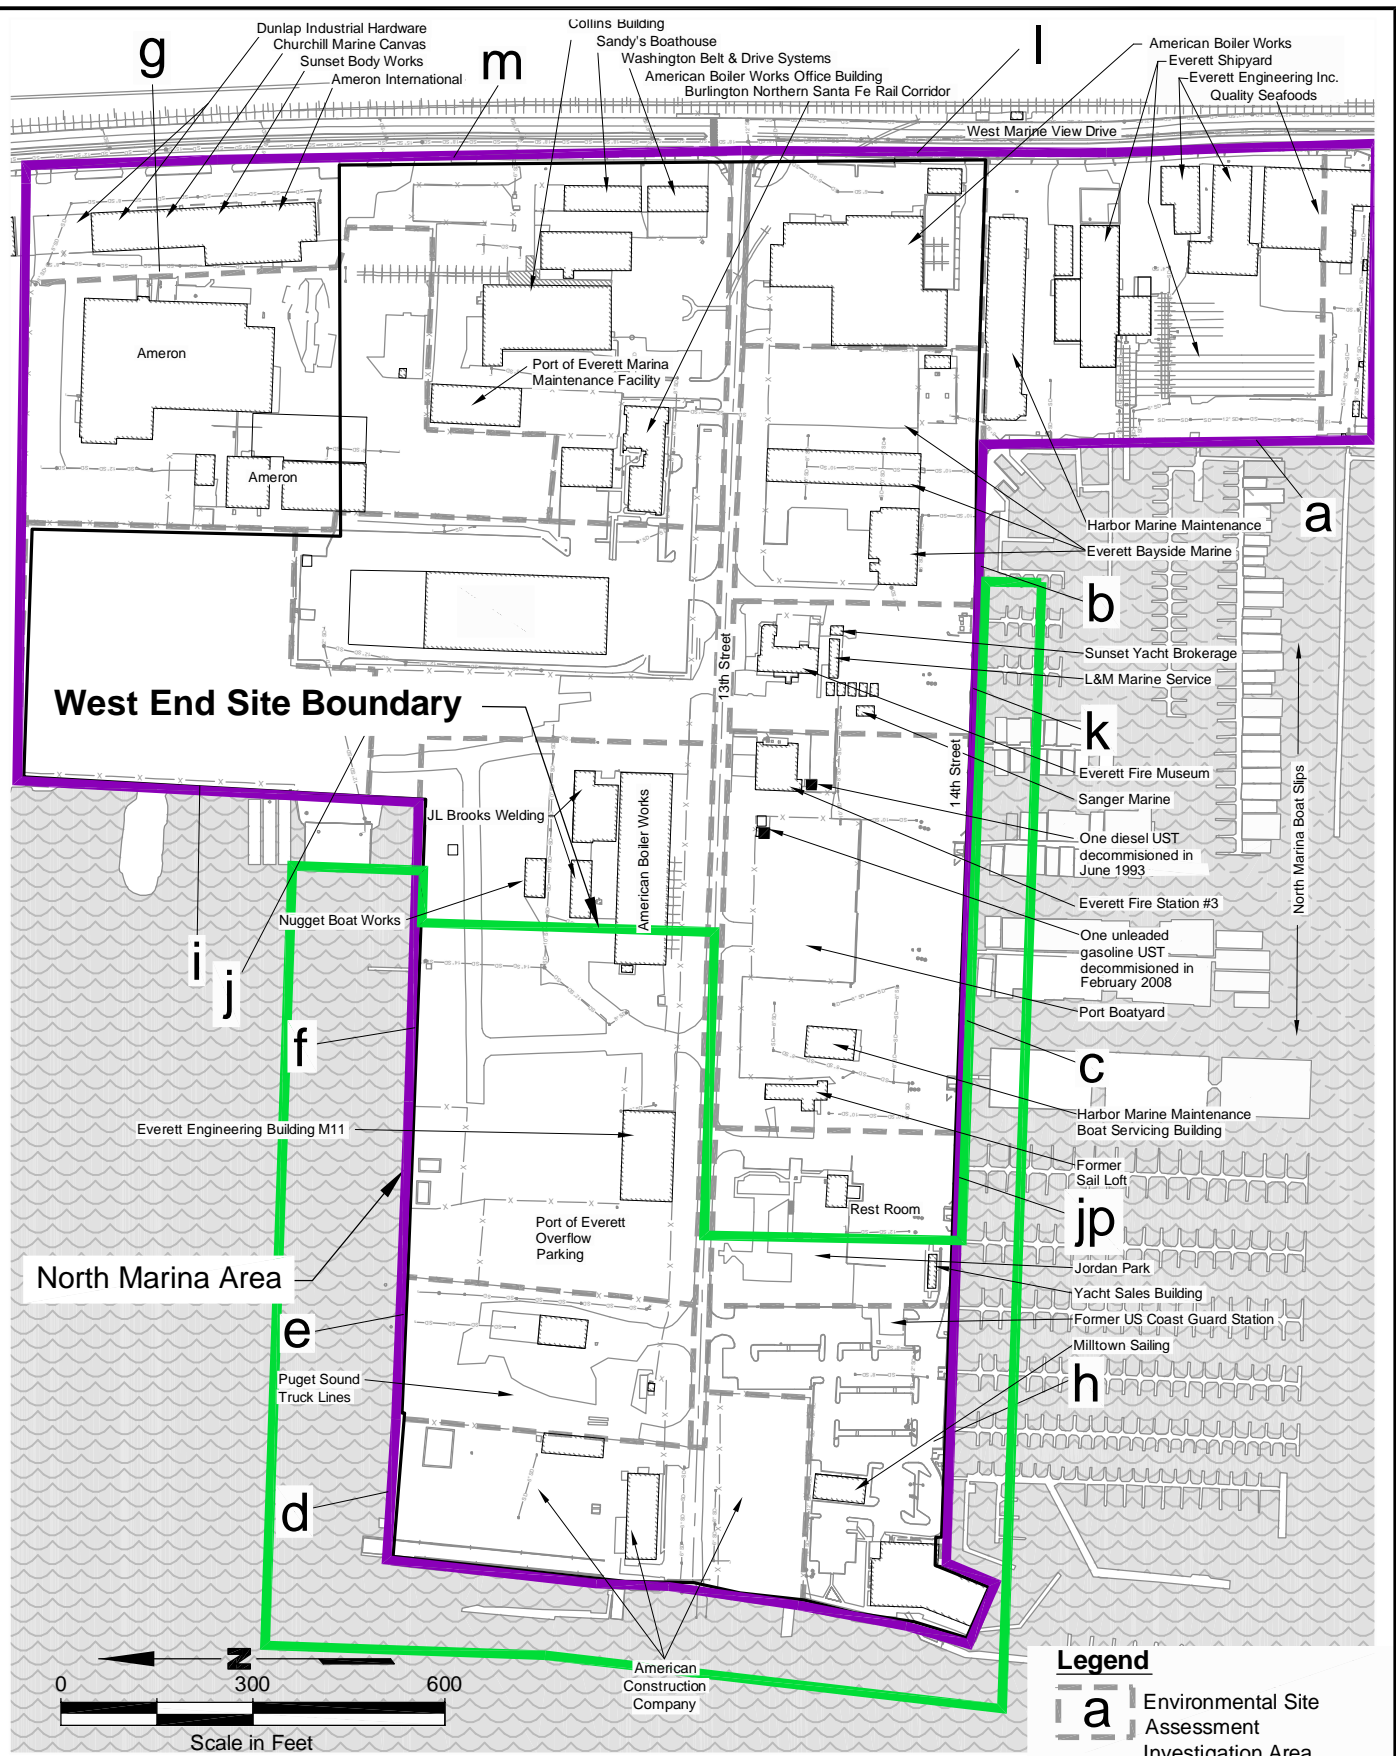 Dunlap Industrial Hardware
Churchill Marine Canvas
Sunset Body Works
Ameron International
g
Collins Building
Sandy's Boathouse
Washington Belt & Drive Systems
American Boiler Works Office Building
Burlington Northern Santa Fe Rail Corridor
m
l
American Boiler Works
Everett Shipyard
Everett Engineering Inc.
Quality Seafoods
West Marine View Drive
Ameron
Port of Everett Marina
Maintenance Facility
Ameron
a
Harbor Marine Maintenance
Everett Bayside Marine
b
13th Street
Sunset Yacht Brokerage
L&M Marine Service
West End Site Boundary
k
14th Street
Everett Fire Museum
Sanger Marine
North Marina Boat Slips
JL Brooks Welding
American Boiler Works
One diesel UST
decommisioned in
June 1993
Everett Fire Station #3
Nugget Boat Works
One unleaded
gasoline UST
decommisioned in
February 2008
i
j
Port Boatyard
f
c
Everett Engineering Building M11
Harbor Marine Maintenance
Boat Servicing Building
Former
Sail Loft
Rest Room
jp
Port of Everett
Overflow
Parking
North Marina Area
Jordan Park
Yacht Sales Building
Former US Coast Guard Station
e
Milltown Sailing
h
Puget Sound
Truck Lines
d
N
American
Construction
Company
0 300 600
Scale in Feet
Legend
a
Environmental Site
Assessment
Investigation Area